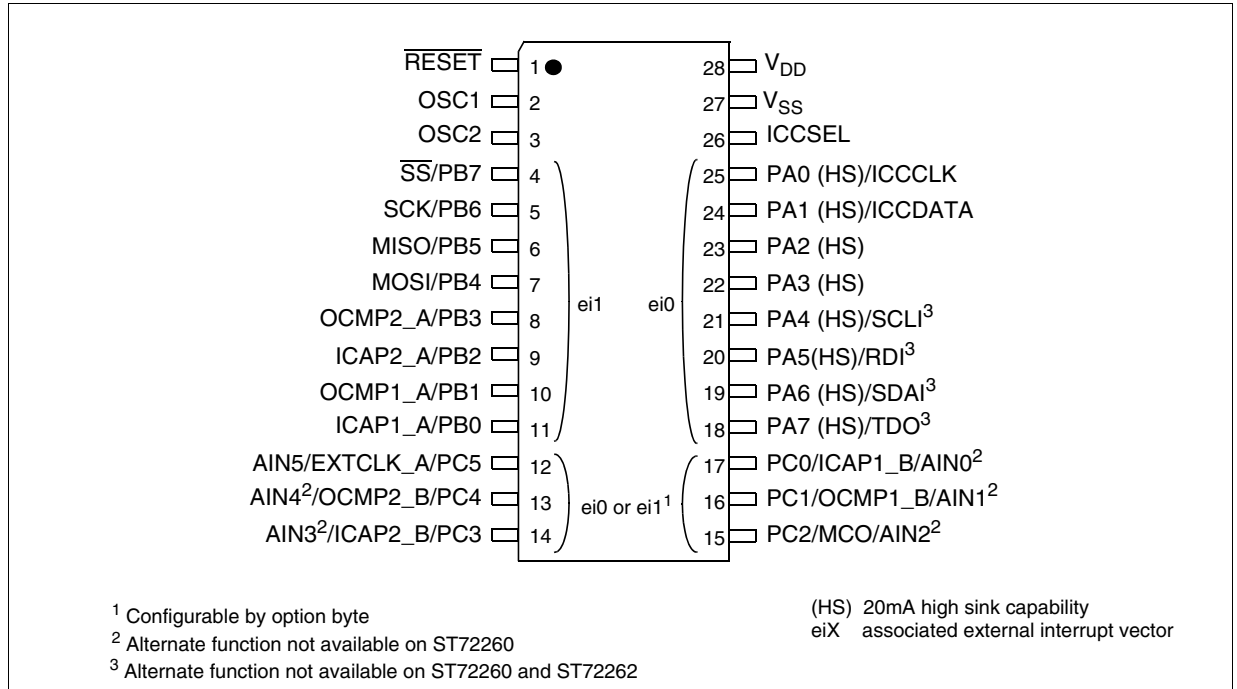 RESET 1 28 VDD
OSC1 2 27 VSS
OSC2 3 26 ICCSEL
SS/PB7 4 25 PA0 (HS)/ICCCLK
SCK/PB6 5 24 PA1 (HS)/ICCDATA
MISO/PB5 6 23 PA2 (HS)
MOSI/PB4 7 22 PA3 (HS)
ei1 ei0
OCMP2_A/PB3 8 21 PA4 (HS)/SCLI3
ICAP2_A/PB2 9 20 PA5(HS)/RDI3
OCMP1_A/PB1 10 19 PA6 (HS)/SDAI3
ICAP1_A/PB0 11 18 PA7 (HS)/TDO3
AIN5/EXTCLK_A/PC5 12 17 PC0/ICAP1_B/AIN02
AIN42/OCMP2_B/PC4 13 ei0 or ei11 16 PC1/OCMP1_B/AIN12
AIN32/ICAP2_B/PC3 14 15 PC2/MCO/AIN22
1 Configurable by option byte
2 Alternate function not available on ST72260
3 Alternate function not available on ST72260 and ST72262
(HS) 20mA high sink capability
eiX associated external interrupt vector